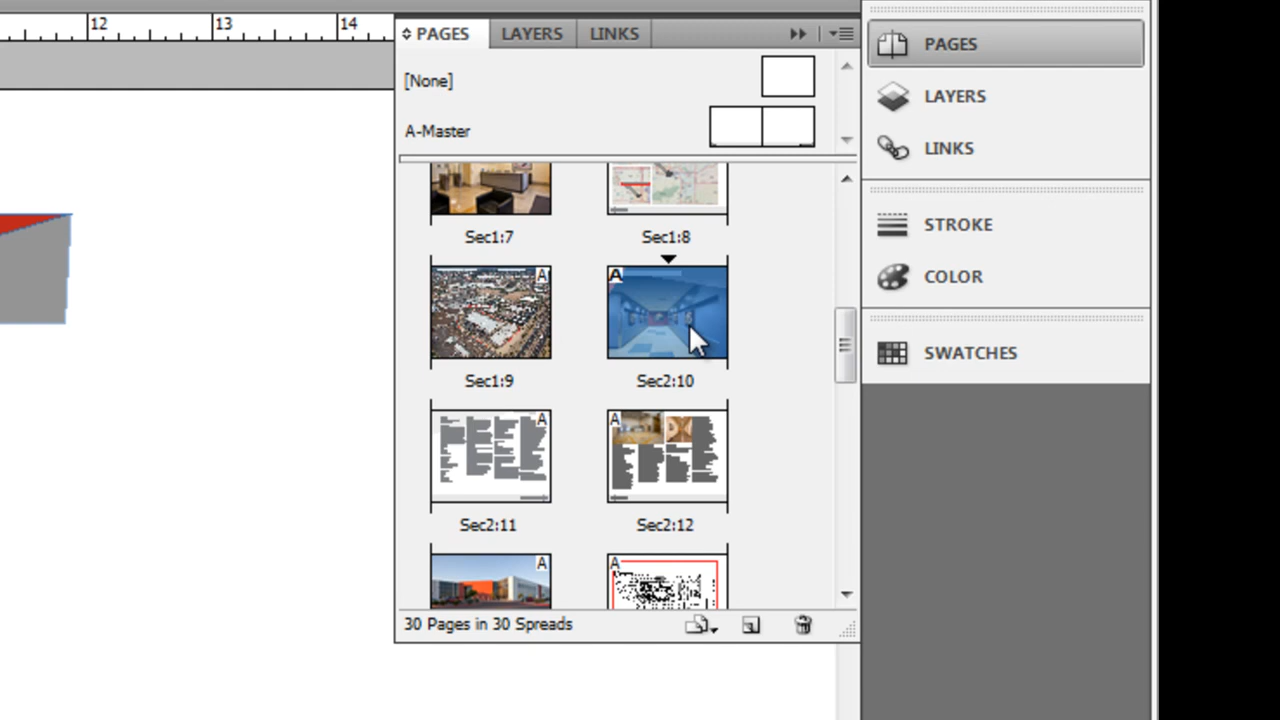 12 13 14
PAGES LAYERS LINKS
[None]
A-Master
Sec1:7 Sec1:8
A A
Sec1:9 Sec2:10
A A
Sec2:11 Sec2:12
A A
30 Pages in 30 Spreads
PAGES
LAYERS
LINKS
STROKE
COLOR
SWATCHES